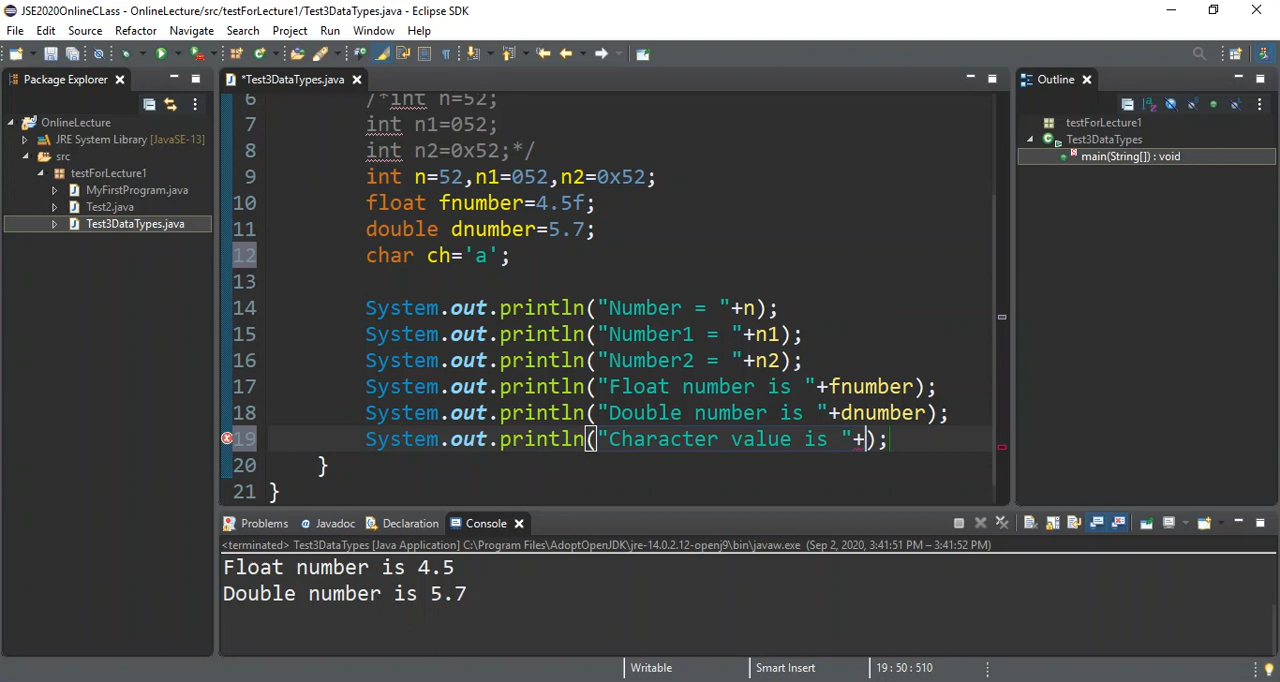 JSE2020OnlineCLass - OnlineLecture/src/testForLecture1/Test3DataTypes.java - Eclipse SDK
File Edit Source Refactor Navigate Search Project Run Window Help
Package Explorer
*Test3DataTypes.java
Outline
OnlineLecture
JRE System Library [JavaSE-13]
src
testForLecture1
MyFirstProgram.java
Test2.java
Test3DataTypes.java
6 /*int n=52;
7 int n1=052;
8 int n2=0x52;*/
9 int n=52,n1=052,n2=0x52;
10 float fnumber=4.5f;
11 double dnumber=5.7;
12 char ch='a';
13
14 System.out.println("Number = "+n);
15 System.out.println("Number1 = "+n1);
16 System.out.println("Number2 = "+n2);
17 System.out.println("Float number is "+fnumber);
18 System.out.println("Double number is "+dnumber);
19 System.out.println("Character value is "+);
20 }
21 }
testForLecture1
Test3DataTypes
main(String[]) : void
Problems Javadoc Declaration Console
<terminated> Test3DataTypes [Java Application] C:\Program Files\AdoptOpenJDK\jre-14.0.2.12-openj9\bin\javaw.exe (Sep 2, 2020, 3:41:51 PM – 3:41:52 PM)
Float number is 4.5
Double number is 5.7
Writable Smart Insert 19 : 50 : 510